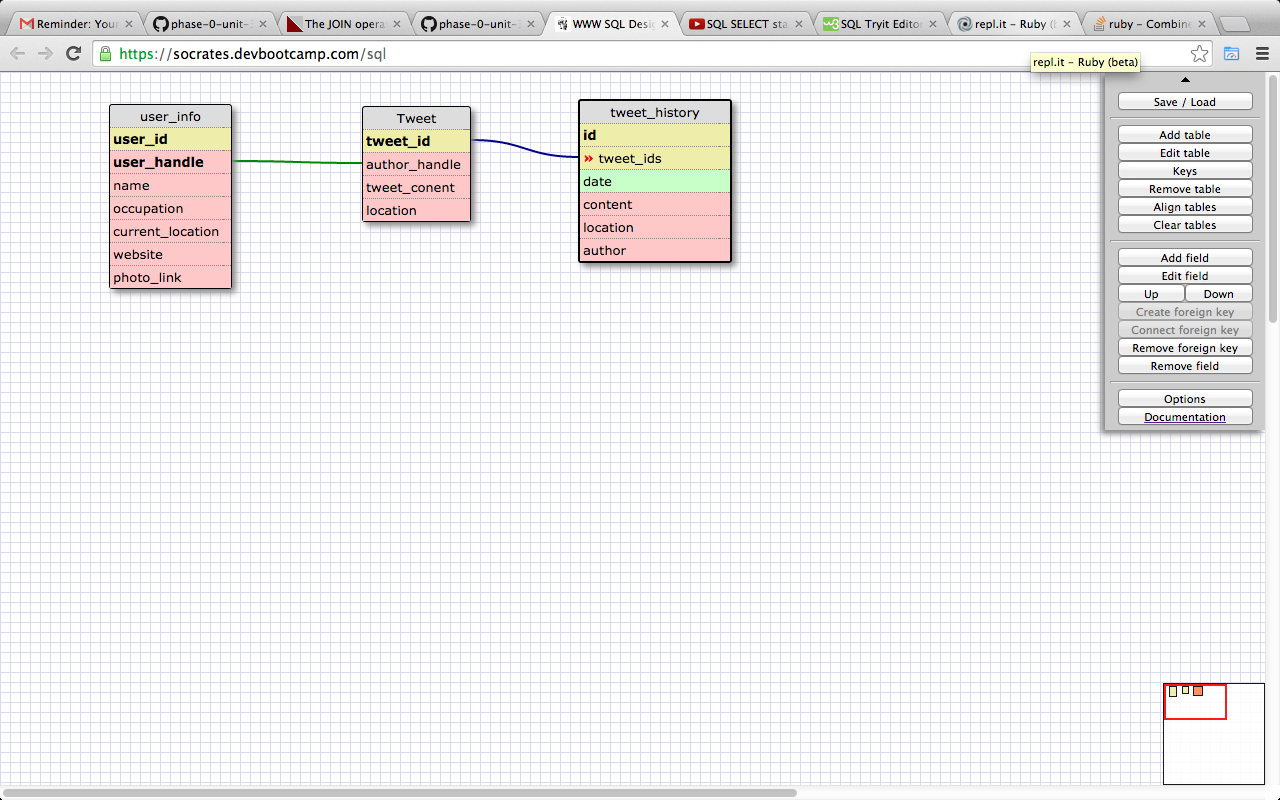 Reminder: Your
phase-0-unit-
The JOIN opera
phase-0-unit-
WWW SQL Desig
SQL SELECT sta
SQL Tryit Editor
repl.it – Ruby (b
ruby – Combine
https://socrates.devbootcamp.com/sql
repl.it – Ruby (beta)
user_info
user_id
user_handle
name
occupation
current_location
website
photo_link
Tweet
tweet_id
author_handle
tweet_conent
location
tweet_history
id
» tweet_ids
date
content
location
author
Save / Load
Add table
Edit table
Keys
Remove table
Align tables
Clear tables
Add field
Edit field
Up Down
Create foreign key
Connect foreign key
Remove foreign key
Remove field
Options
Documentation